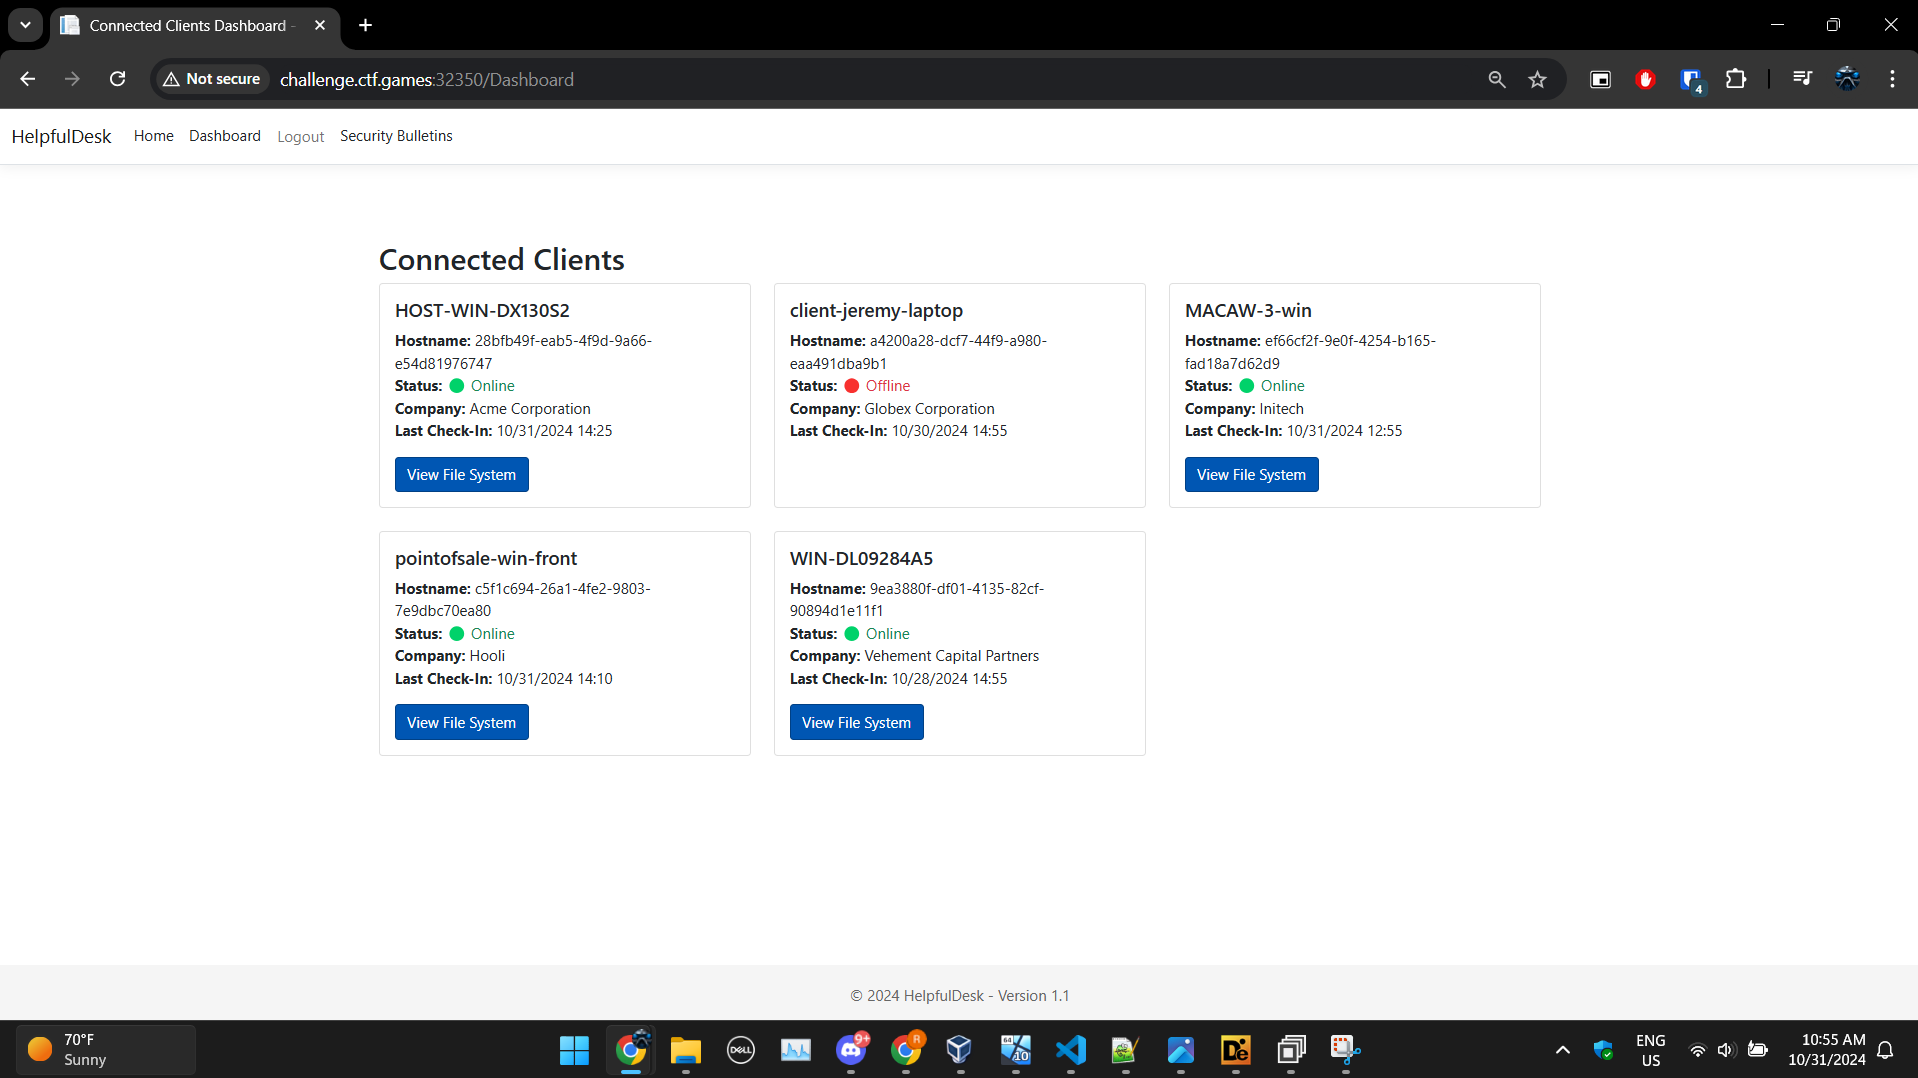 Connected Clients Dashboard -
Not secure
challenge.ctf.games:32350/Dashboard
4
HelpfulDesk
Home
Dashboard
Logout
Security Bulletins
Connected Clients
HOST-WIN-DX130S2
Hostname: 28bfb49f-eab5-4f9d-9a66-
e54d81976747
Status: Online
Company: Acme Corporation
Last Check-In: 10/31/2024 14:25
View File System
client-jeremy-laptop
Hostname: a4200a28-dcf7-44f9-a980-
eaa491dba9b1
Status: Offline
Company: Globex Corporation
Last Check-In: 10/30/2024 14:55
MACAW-3-win
Hostname: ef66cf2f-9e0f-4254-b165-
fad18a7d62d9
Status: Online
Company: Initech
Last Check-In: 10/31/2024 12:55
View File System
pointofsale-win-front
Hostname: c5f1c694-26a1-4fe2-9803-
7e9dbc70ea80
Status: Online
Company: Hooli
Last Check-In: 10/31/2024 14:10
View File System
WIN-DL09284A5
Hostname: 9ea3880f-df01-4135-82cf-
90894d1e11f1
Status: Online
Company: Vehement Capital Partners
Last Check-In: 10/28/2024 14:55
View File System
© 2024 HelpfulDesk - Version 1.1
70°F
Sunny
DELL
9+
R
64
10
De
ENG
US
10:55 AM
10/31/2024